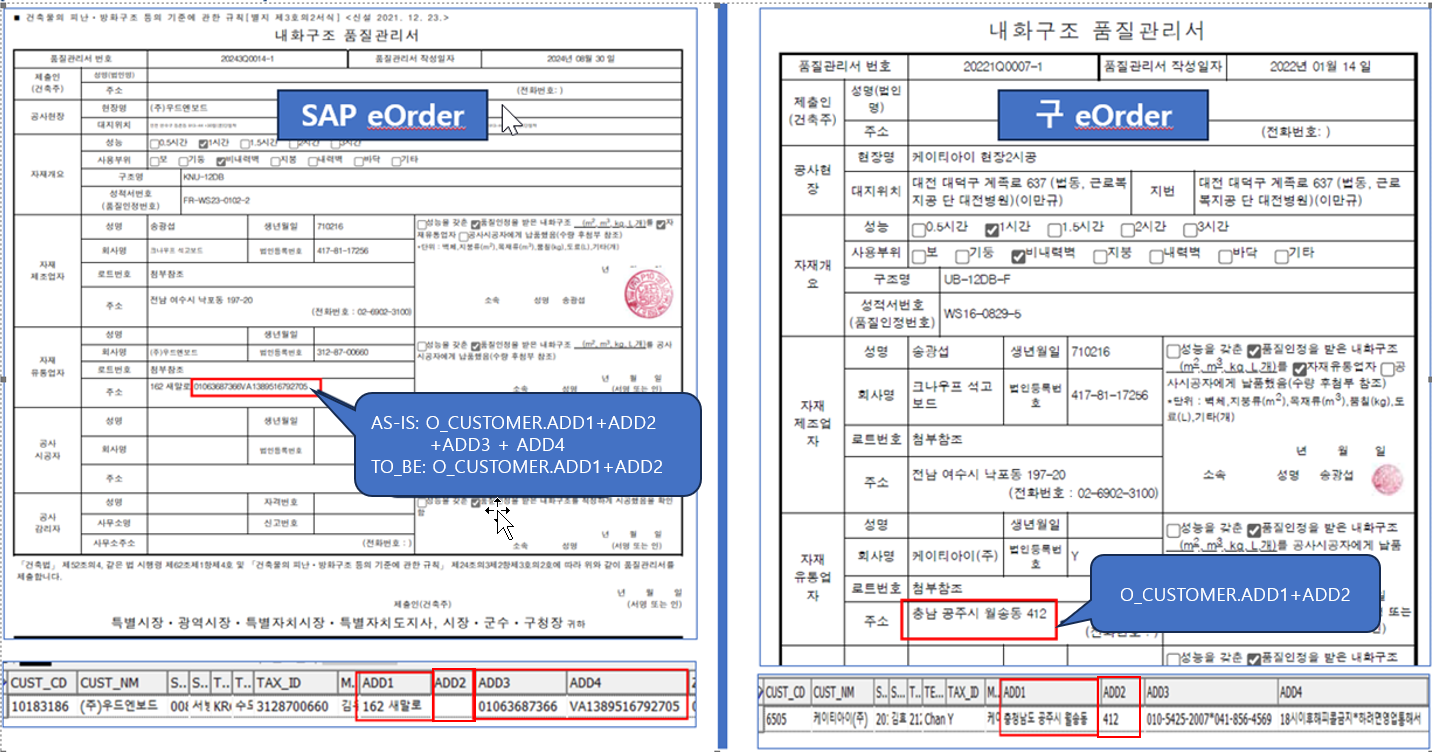 ■ 건축물의 피난ㆍ방화구조 등의 기준에 관한 규칙[별지 제3호의2서식] <신설 2021. 12. 23.>
내화구조 품질관리서
품질관리서 번호 20243Q0014-1 품질관리서 작성일자 2024년 08월 30 일
제출인
(건축주)
성명(법인명)
주소 (전화번호: )
SAP eOrder
공사현장
현장명 (주)우드엔보드
대지위치
자재개요
성능 0.5시간 1시간 1.5시간 2시간 3시간
사용부위 보 기둥 비내력벽 지붕 내력벽 바닥 기타
구조명 KNU-12DB
성적서번호
(품질인정번호) FR-WS23-0102-2
자재
제조업자
성명 송광섭 생년월일 710216
회사명 크나우프 석고보드 법인등록번호 417-81-17256
로트번호 첨부참조
주소 전남 여수시 낙포동 197-20
(전화번호 : 02-6902-3100)
성능을 갖춘 품질인정을 받은 내화구조 (m², m³, kg, L,개)를 자
재유통업자 공사시공자에게 납품했음(수량 후첨부 참조)
*단위 : 벽체,지붕류(m²),목재류(m³),뿜칠(kg),도료(L),기타(개)
년 월 일
소속 성명 송광섭
자재
유통업자
성명 생년월일
회사명 (주)우드엔보드 법인등록번호 312-87-00660
로트번호 첨부참조
주소 162 새말로 01063687366VA1389516792705
성능을 갖춘 품질인정을 받은 내화구조 (m², m³, kg, L,개)를 공사
시공자에게 납품했음(수량 후첨부 참조)
년 월 일
소속 성명 (서명 또는 인)
AS-IS: O_CUSTOMER.ADD1+ADD2
+ADD3 + ADD4
TO_BE: O_CUSTOMER.ADD1+ADD2
공사
시공자
성명 생년월일
회사명 법인등록번호
주소
공사
감리자
성명 자격번호
사무소명 신고번호
사무소주소 (전화번호 : )
성능을 갖춘 품질인정을 받은 내화구조를 적정하게 시공했음을 확인
함
년 월 일
소속 성명 (서명 또는 인)
「건축법」 제52조의4, 같은 법 시행령 제62조제1항제4호 및 「건축물의 피난ㆍ방화구조 등의 기준에 관한 규칙」 제24조의3제2항제3호의2호에 따라 위와 같이 품질관리서를
제출합니다.
년 월 일
제출인(건축주) (서명 또는 인)
특별시장ㆍ광역시장ㆍ특별자치시장ㆍ특별자치도지사, 시장ㆍ군수ㆍ구청장 귀하
CUST_CD CUST_NM S.. S.. T.. T.. TAX_ID M. ADD1 ADD2 ADD3 ADD4
10183186 (주)우드엔보드 3128700660 162 새말로 01063687366 VA1389516792705
내화구조 품질관리서
품질관리서 번호 20221Q0007-1 품질관리서 작성일자 2022년 01월 14 일
제출인
(건축주)
성명(법인
명)
주소 (전화번호: )
구 eOrder
공사현
장
현장명 케이티아이 현장2시공
대지위치 대전 대덕구 계족로 637 (법동, 근로복
지공 단 대전병원)(이만규)
지번 대전 대덕구 계족로 637 (법동, 근로
복지공 단 대전병원)(이만규)
자재개
요
성능 0.5시간 1시간 1.5시간 2시간 3시간
사용부위 보 기둥 비내력벽 지붕 내력벽 바닥 기타
구조명 UB-12DB-F
성적서번호
(품질인정번호) WS16-0829-5
자재
제조업
자
성명 송광섭 생년월일 710216
회사명 크나우프 석고
보드
법인등록번
호 417-81-17256
로트번호 첨부참조
주소 전남 여수시 낙포동 197-20
(전화번호 : 02-6902-3100)
성능을 갖춘 품질인정을 받은 내화구조
(m², m³, kg, L,개)를 자재유통업자 공
사시공자에게 납품했음(수량 후첨부 참조)
*단위 : 벽체,지붕류(m²),목재류(m³),뿜칠(kg),도
료(L),기타(개)
년 월 일
소속 성명 송광섭
자재
유통업
자
성명 생년월일
회사명 케이티아이(주) 법인등록번
호 Y
로트번호 첨부참조
주소 충남 공주시 월송동 412
(전화번호 : )
성능을 갖춘 품질인정을 받은 내화구조
(m², m³, kg, L,개)를 공사시공자에게 납품
또는
O_CUSTOMER.ADD1+ADD2
성능을 갖춘 품질인정을 받은 내화구조
CUST_CD CUST_NM S.. S... T.. TE... TAX_ID M.. ADD1 ADD2 ADD3 ADD4
6505 케이티아이(주) Chan Y 충청남도 공주시 월송동 412 010-5425-2007*041-856-4569 18시이후해피콜금지*하려면영업통해서